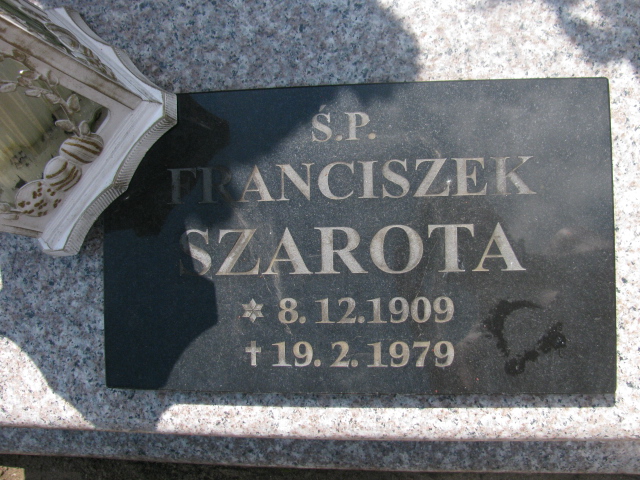 Ś.P.
FRANCISZEK
SZAROTA
✡ 8.12.1909
✝ 19.2.1979